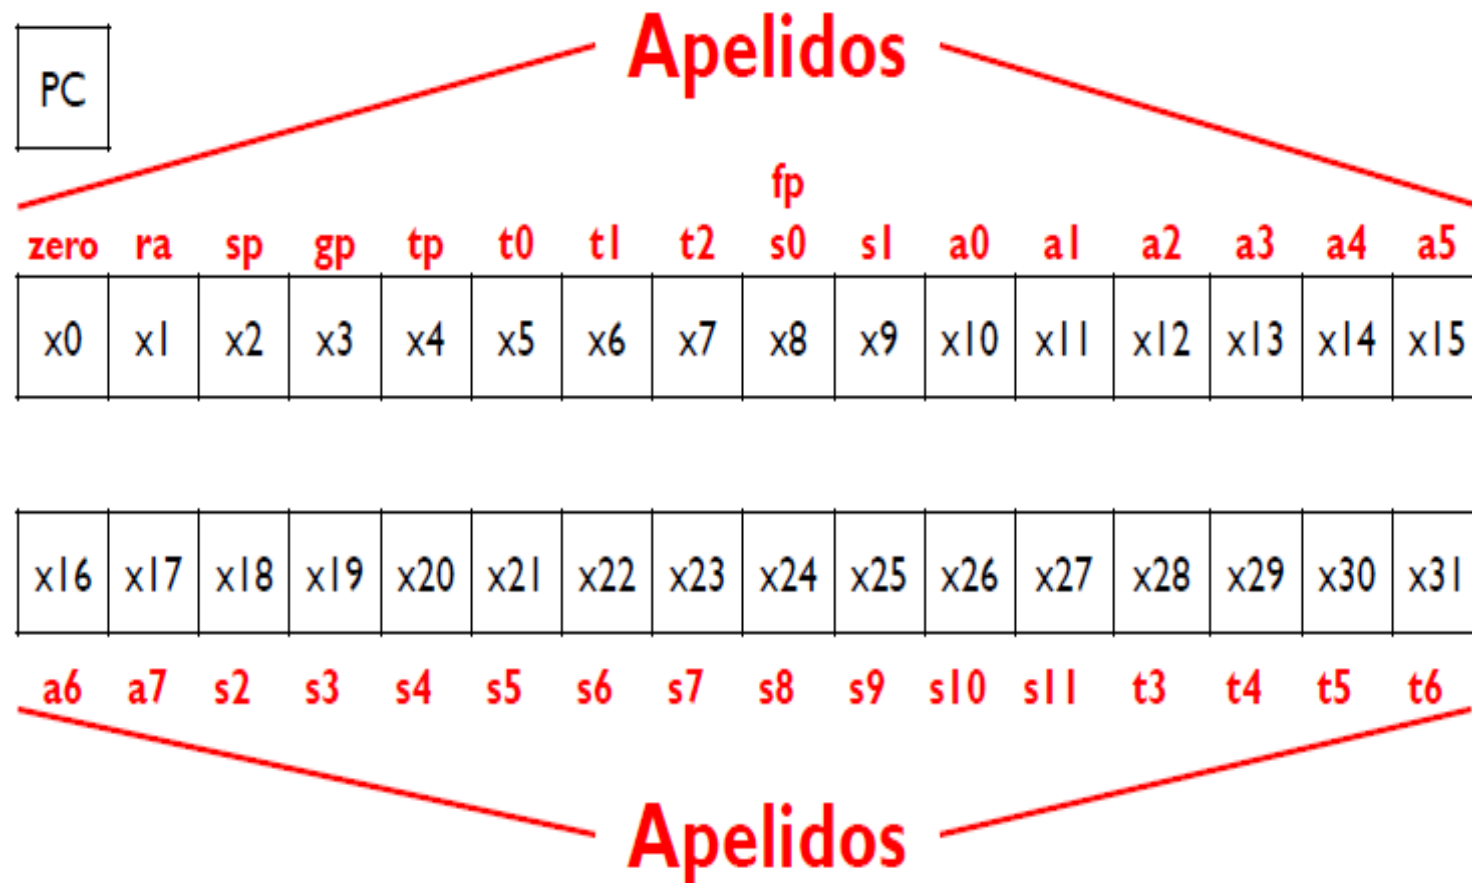 Apelidos
PC
fp
zero ra sp gp tp t0 t1 t2 s0 s1 a0 a1 a2 a3 a4 a5
x0 x1 x2 x3 x4 x5 x6 x7 x8 x9 x10 x11 x12 x13 x14 x15
x16 x17 x18 x19 x20 x21 x22 x23 x24 x25 x26 x27 x28 x29 x30 x31
a6 a7 s2 s3 s4 s5 s6 s7 s8 s9 s10 s11 t3 t4 t5 t6
Apelidos